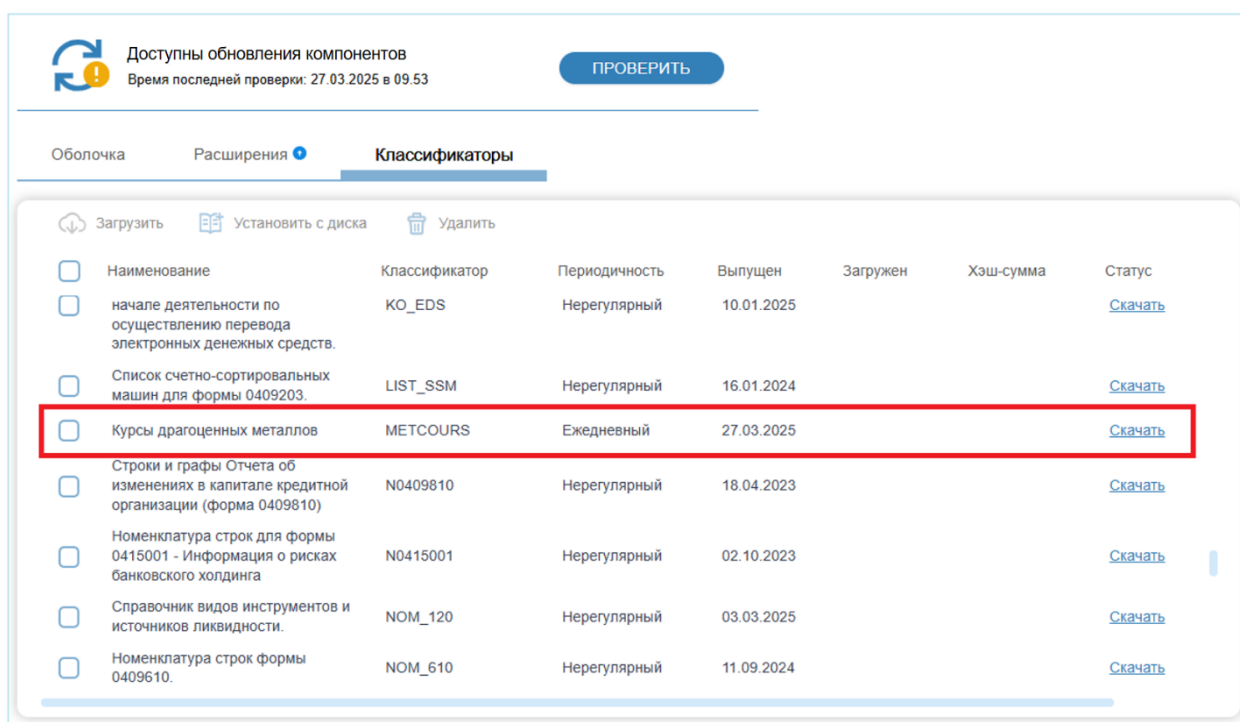 Доступны обновления компонентов
Время последней проверки: 27.03.2025 в 09.53
ПРОВЕРИТЬ
Оболочка Расширения Классификаторы
Загрузить Установить с диска Удалить
Наименование Классификатор Периодичность Выпущен Загружен Хэш-сумма Статус
начале деятельности по KO_EDS Нерегулярный 10.01.2025 Скачать
осуществлению перевода
электронных денежных средств.
Список счетно-сортировальных
машин для формы 0409203. LIST_SSM Нерегулярный 16.01.2024 Скачать
Курсы драгоценных металлов METCOURS Ежедневный 27.03.2025 Скачать
Строки и графы Отчета об
изменениях в капитале кредитной N0409810 Нерегулярный 18.04.2023 Скачать
организации (форма 0409810)
Номенклатура строк для формы
0415001 - Информация о рисках N0415001 Нерегулярный 02.10.2023 Скачать
банковского холдинга
Справочник видов инструментов и
источников ликвидности. NOM_120 Нерегулярный 03.03.2025 Скачать
Номенклатура строк формы
0409610. NOM_610 Нерегулярный 11.09.2024 Скачать